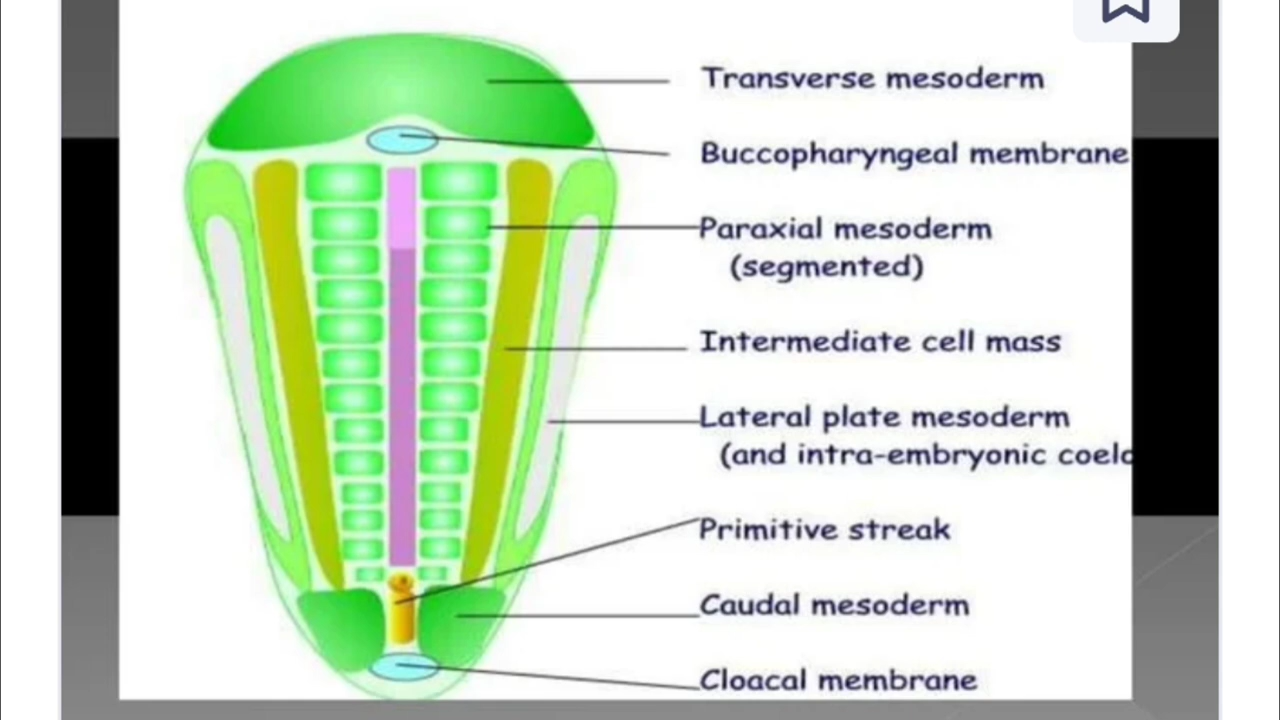 Transverse mesoderm
Buccopharyngeal membrane
Paraxial mesoderm
(segmented)
Intermediate cell mass
Lateral plate mesoderm
(and intra-embryonic
Primitive streak
Caudal mesoderm
Cloacal membrane